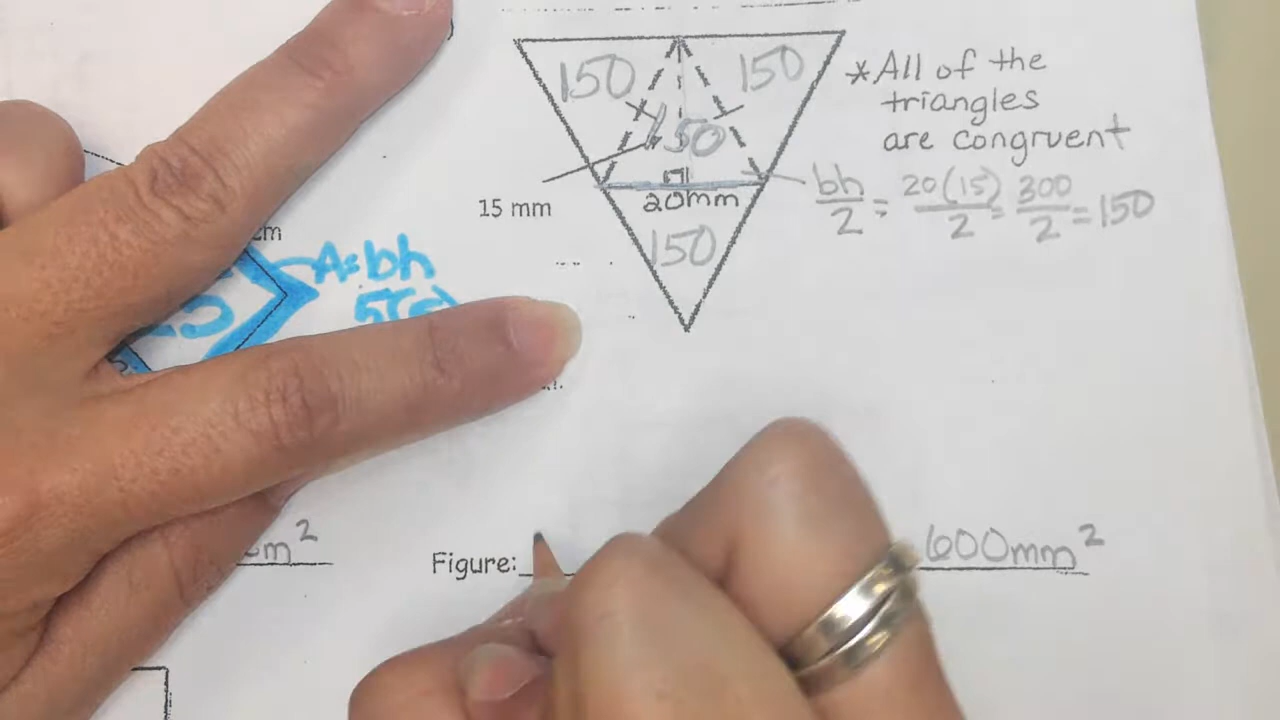 150
150
150
* All of the
triangles
are congruent
bh/2 = 20(15)/2 = 300/2 = 150
20mm
15 mm
150
cm
A=bh
Figure:
600mm²
m²